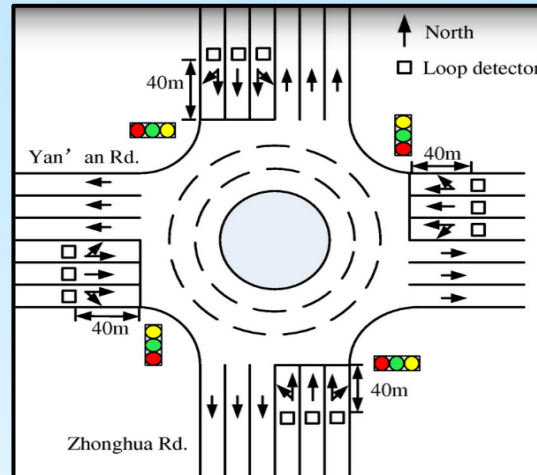 North
Loop detector
40m
40m
Yan’an Rd.
40m
40m
Zhonghua Rd.